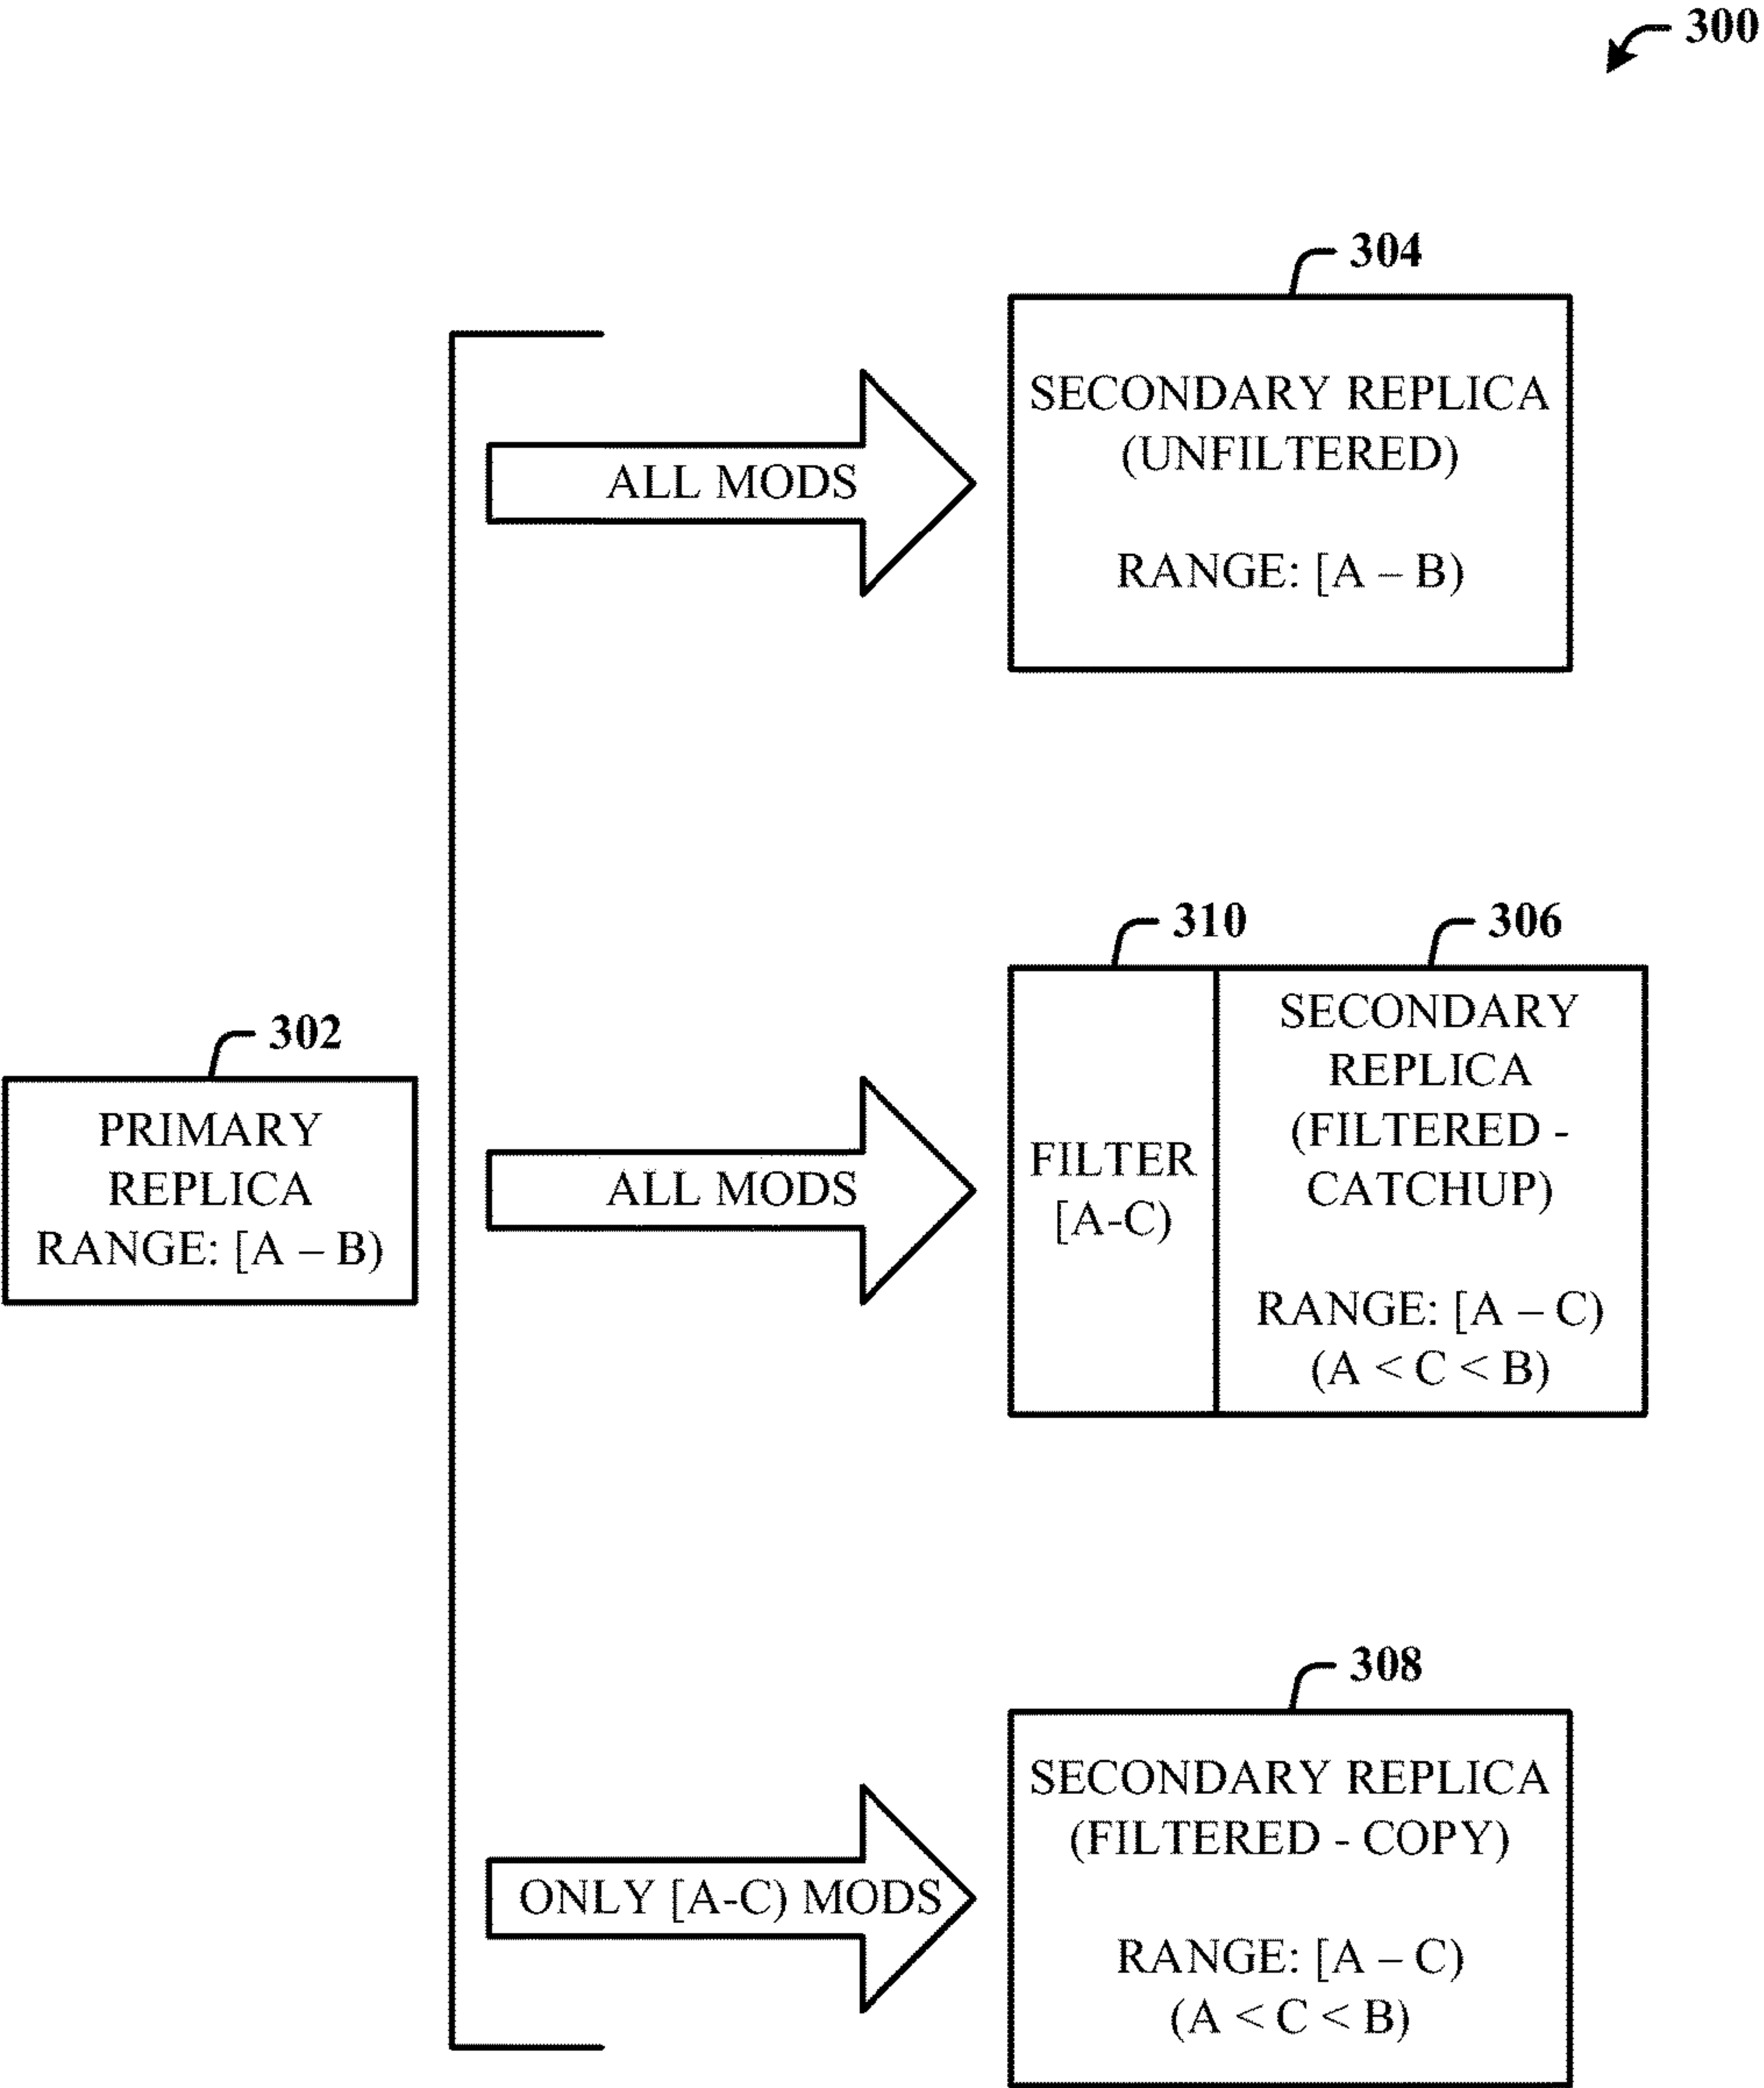 300
304
SECONDARY REPLICA
(UNFILTERED)
RANGE: [A – B)
ALL MODS
310
306
SECONDARY
REPLICA
(FILTERED -
CATCHUP)
RANGE: [A – C)
(A < C < B)
FILTER
[A-C)
ALL MODS
302
PRIMARY
REPLICA
RANGE: [A – B)
308
SECONDARY REPLICA
(FILTERED - COPY)
RANGE: [A – C)
(A < C < B)
ONLY [A-C) MODS